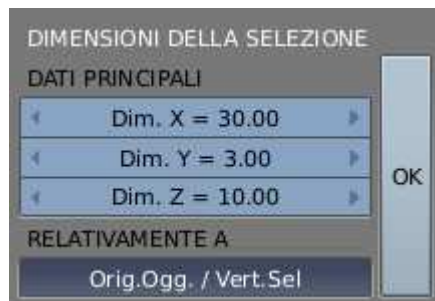 DIMENSIONI DELLA SELEZIONE
DATI PRINCIPALI
Dim. X = 30.00
Dim. Y = 3.00
Dim. Z = 10.00
OK
RELATIVAMENTE A
Orig.Ogg. / Vert.Sel